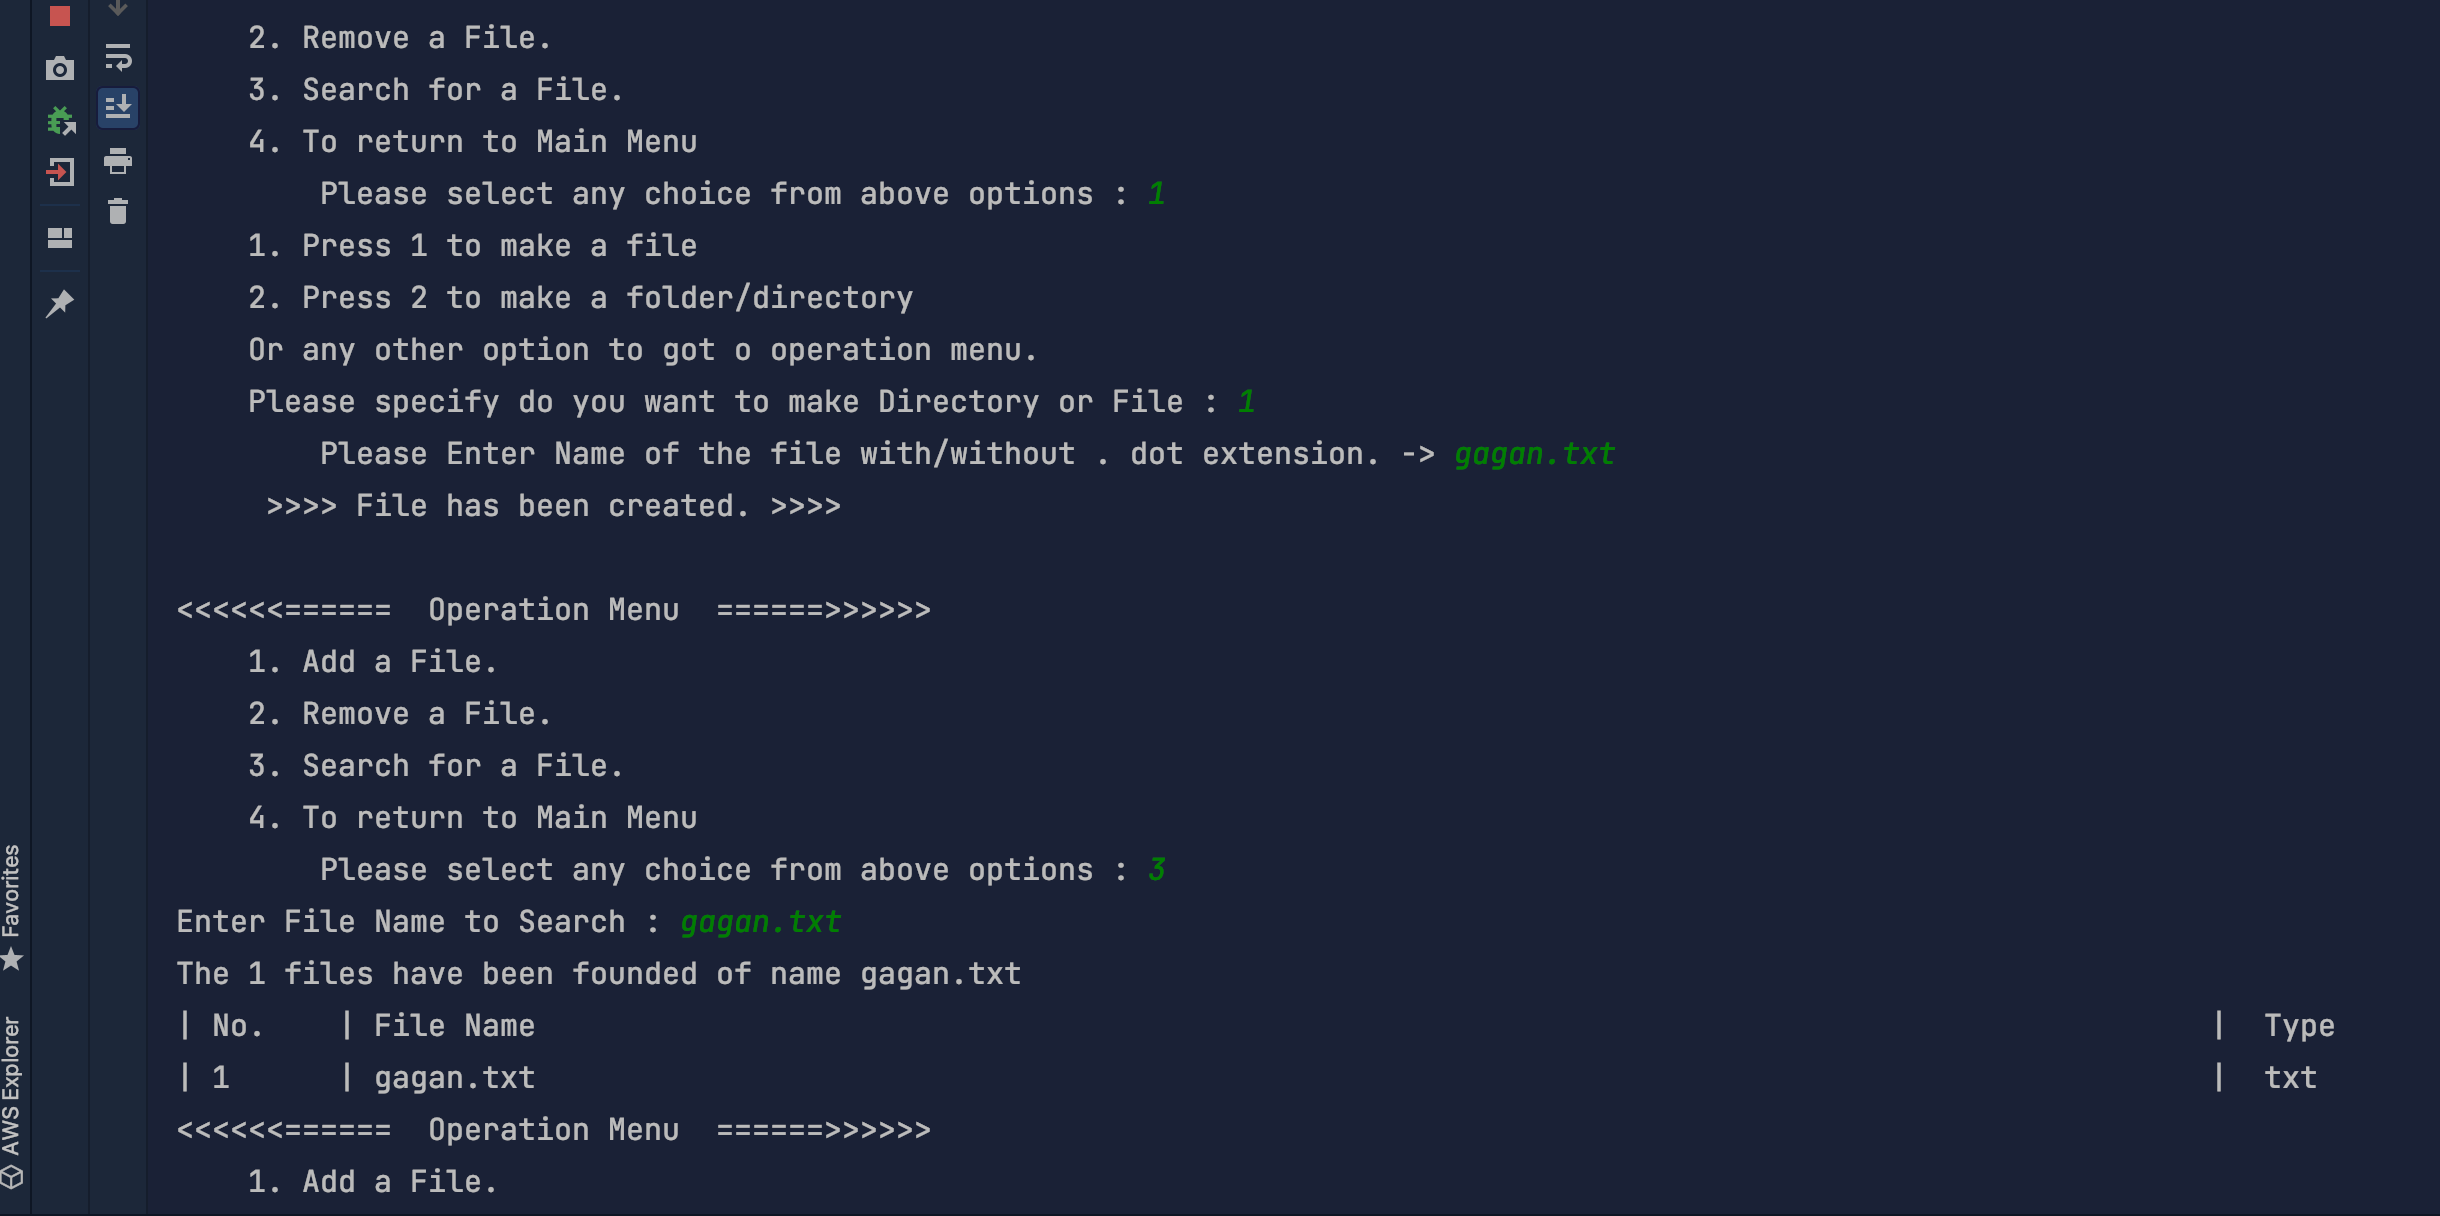 2. Remove a File.
3. Search for a File.
4. To return to Main Menu
Please select any choice from above options : 1
1. Press 1 to make a file
2. Press 2 to make a folder/directory
Or any other option to got o operation menu.
Please specify do you want to make Directory or File : 1
Please Enter Name of the file with/without . dot extension. -> gagan.txt
>>>> File has been created. >>>>
<<<<<<====== Operation Menu ======>>>>>>
1. Add a File.
2. Remove a File.
3. Search for a File.
4. To return to Main Menu
Please select any choice from above options : 3
Enter File Name to Search : gagan.txt
The 1 files have been founded of name gagan.txt
| No. | File Name | Type
| 1 | gagan.txt | txt
<<<<<<====== Operation Menu ======>>>>>>
1. Add a File.
Favorites
AWS Explorer